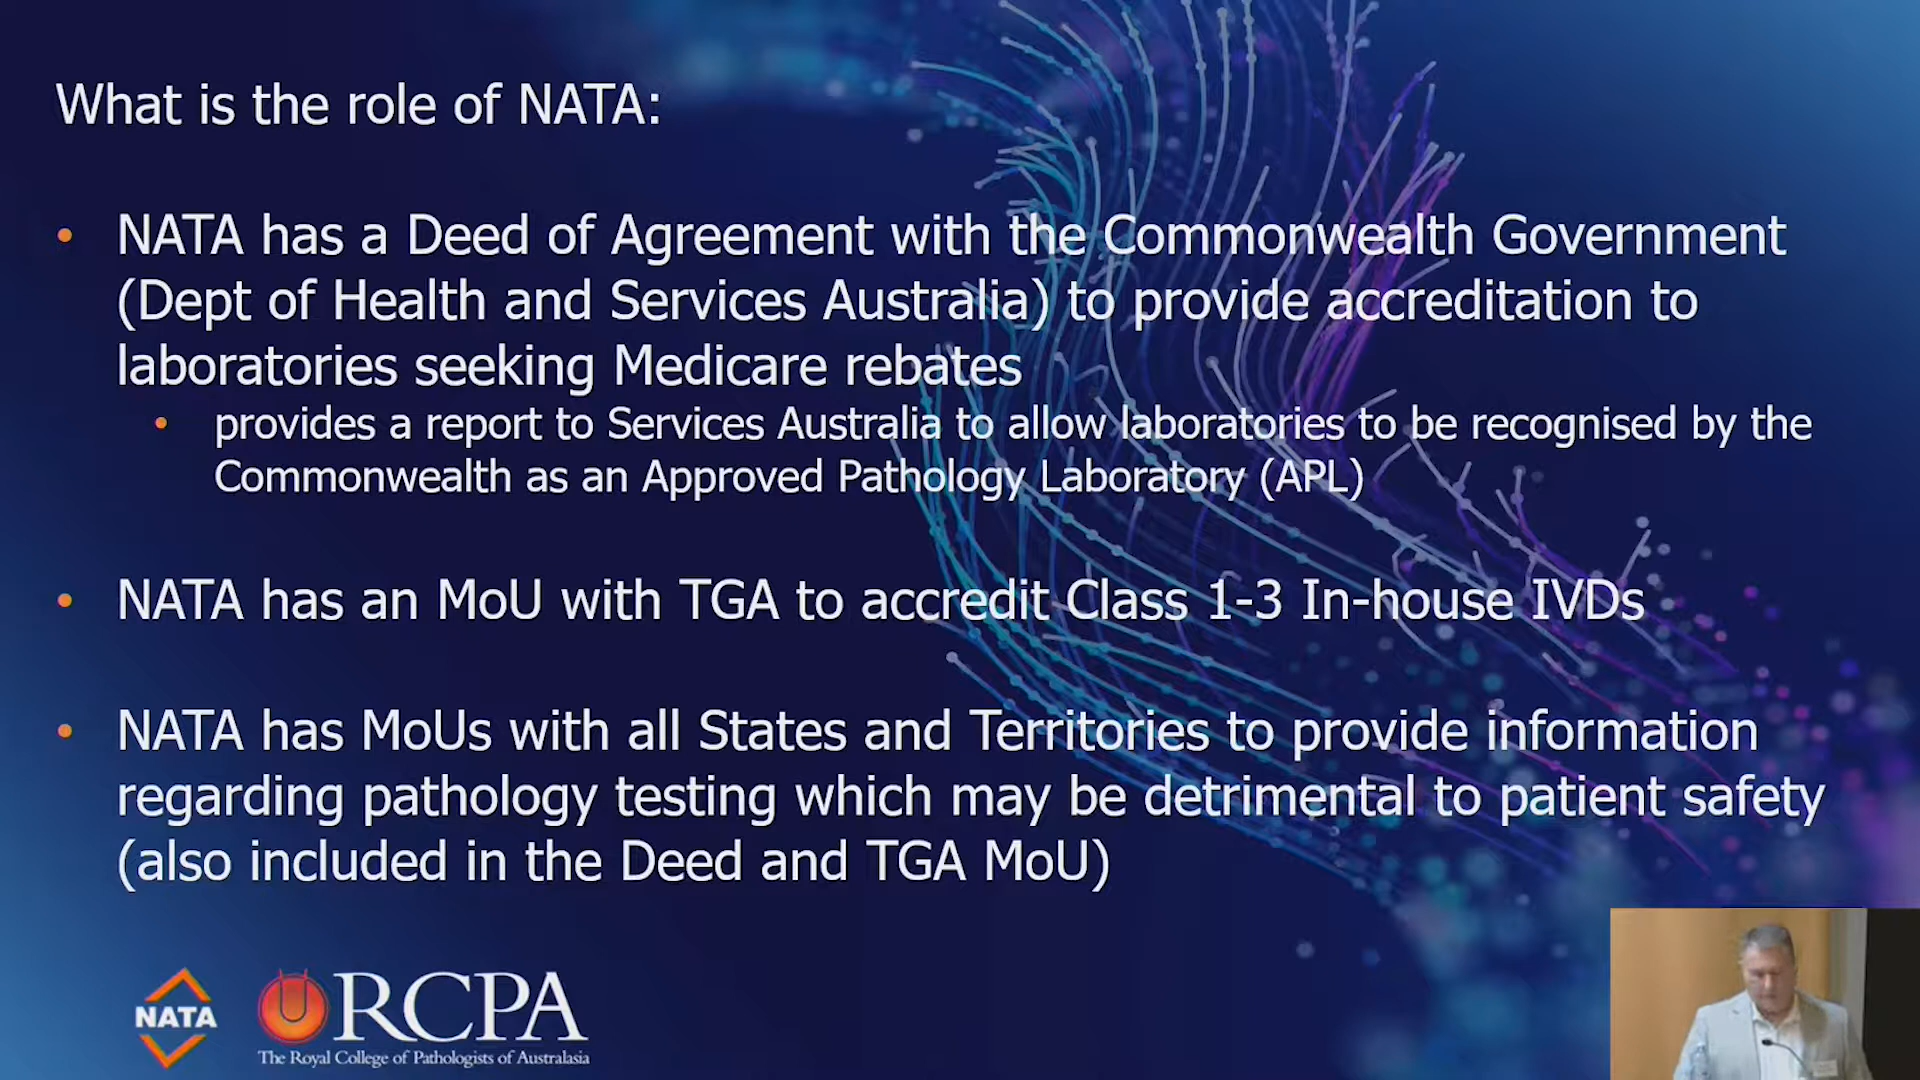 What is the role of NATA:
• NATA has a Deed of Agreement with the Commonwealth Government
(Dept of Health and Services Australia) to provide accreditation to
laboratories seeking Medicare rebates
• provides a report to Services Australia to allow laboratories to be recognised by the
Commonwealth as an Approved Pathology Laboratory (APL)
• NATA has an MoU with TGA to accredit Class 1-3 In-house IVDs
• NATA has MoUs with all States and Territories to provide information
regarding pathology testing which may be detrimental to patient safety
(also included in the Deed and TGA MoU)
NATA
RCPA
The Royal College of Pathologists of Australasia